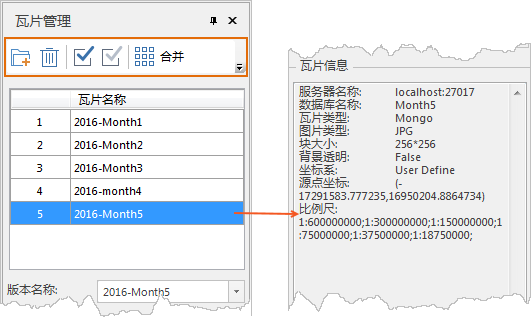 瓦片管理
合并
瓦片名称
1 2016-Month1
2 2016-Month2
3 2016-Month3
4 2016-month4
5 2016-Month5
版本名称: 2016-Month5
瓦片信息
服务器名称: localhost:27017
数据库名称: Month5
瓦片类型: Mongo
图片类型: JPG
块大小: 256*256
背景透明: False
坐标系: User Define
源点坐标: (-
17291583.777235,16950204.8864734)
比例尺:
1:600000000;1:300000000;1:150000000;1
:75000000;1:37500000;1:18750000;